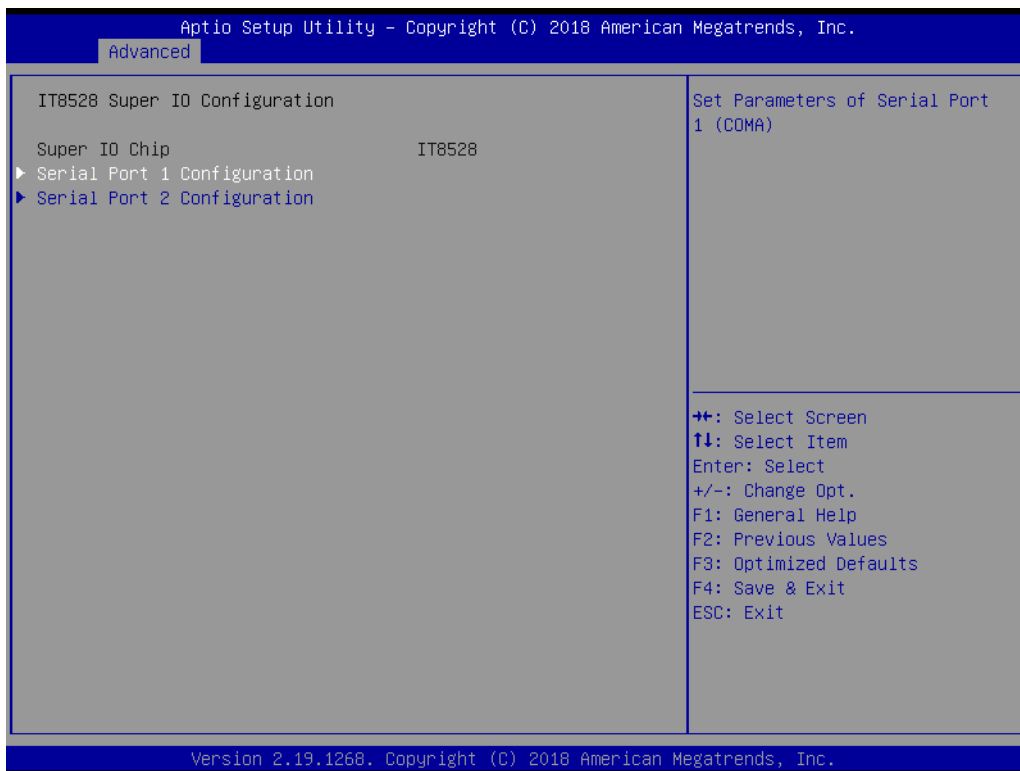 Aptio Setup Utility – Copyright (C) 2018 American Megatrends, Inc.
Advanced
IT8528 Super IO Configuration
Super IO Chip IT8528
Serial Port 1 Configuration
Serial Port 2 Configuration
Set Parameters of Serial Port
1 (COMA)
→←: Select Screen
↑↓: Select Item
Enter: Select
+/-: Change Opt.
F1: General Help
F2: Previous Values
F3: Optimized Defaults
F4: Save & Exit
ESC: Exit
Version 2.19.1268. Copyright (C) 2018 American Megatrends, Inc.